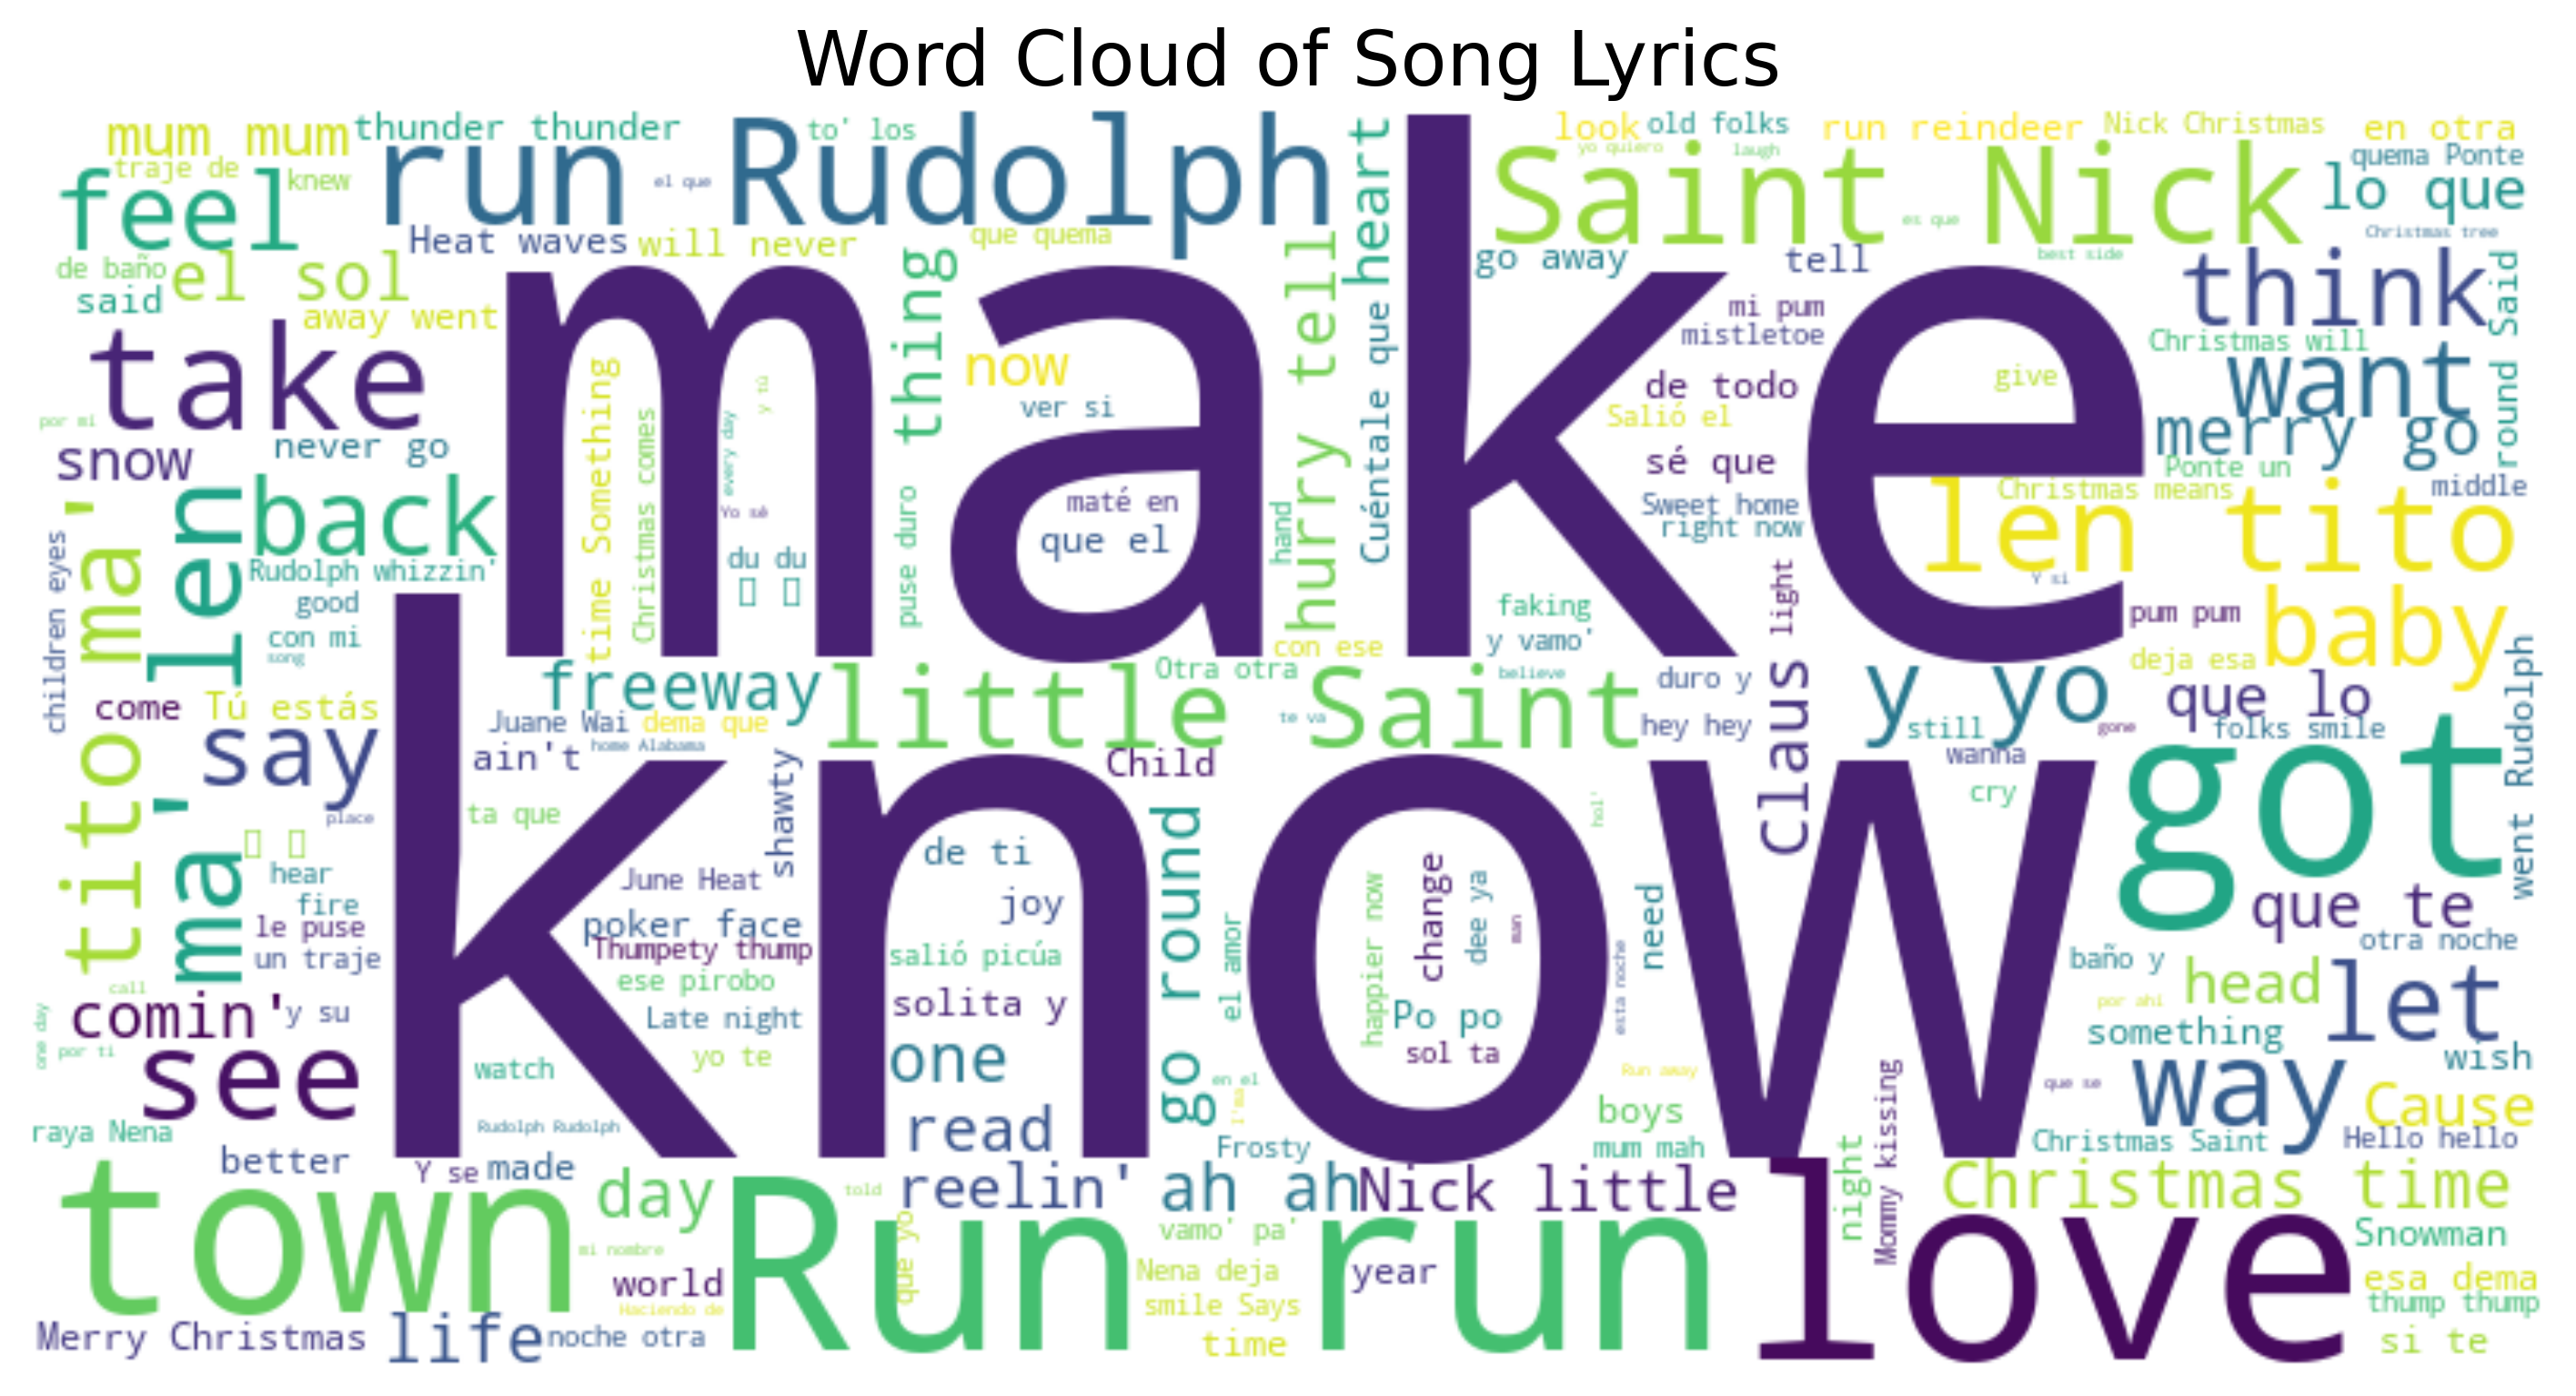 Word Cloud of Song Lyrics
mum mum
thunder thunder
run Rudolph
to' los
heart
make
look
old folks
run reindeer
Nick Christmas
en otra
yo quiero
laugh
quema Ponte
traje de
knew
el que
Saint Nick
lo que
feel
Heat waves
will never
que quema
es que
Christmas tree
go away
tell
best side
de baño
el sol
said
away went
thing
hurry tell
Cuéntale que
mi pum
mistletoe
think
round Said
Christmas will
take
now
de todo
give
want
time Something
Christmas comes
every day
y tú
ver si
Salió el
por mi
snow
never go
sé que
merry go
Ponte un
back
maté en
que el
Yo sé
puse duro
hand
Sweet home
right now
len tito
Christmas means
middle
tito ma'
ma' len
children eyes
Rudolph whizzin'
du du
good
con mi
song
faking
y vamo'
con ese
light
Y si
pum pum
baby
deja esa
freeway
little Saint
Otra otra
believe
duro y
Claus
y yo
que lo
went Rudolph
come
Tú estás
say
Juane Wai
dema que
te va
hey hey
still
gone
folks smile
know
ain't
home Alabama
shawty
Child
wanna
got
ta que
place
go round
hol'
cry
hear
fire
le puse
un traje
June Heat
poker face
Thumpety thump
ese pirobo
Late night
yo te
de ti
joy
salió picúa
solita y
el amor
happier now
change
dee ya
man
Po po
sol ta
esta noche
need
que te
otra noche
baño y
head
let
call
comin'
y su
one day
por ti
see
watch
one
en el
I'ma
Run away
por ahí
something
wish
que se
way
Cause
raya Nena
Rudolph Rudolph
read
boys
Mommy kissing
better
Y se
made
Frosty
mum mah
night
Christmas Saint
Hello hello
town
day
told
reelin'
ah ah
Nick little
love
Christmas time
Run run
que yo
vamo' pa'
Snowman
mi nombre
world
Haciendo de
Nena deja
year
esa dema
smile Says
thump thump
Merry Christmas
life
noche otra
time
si te